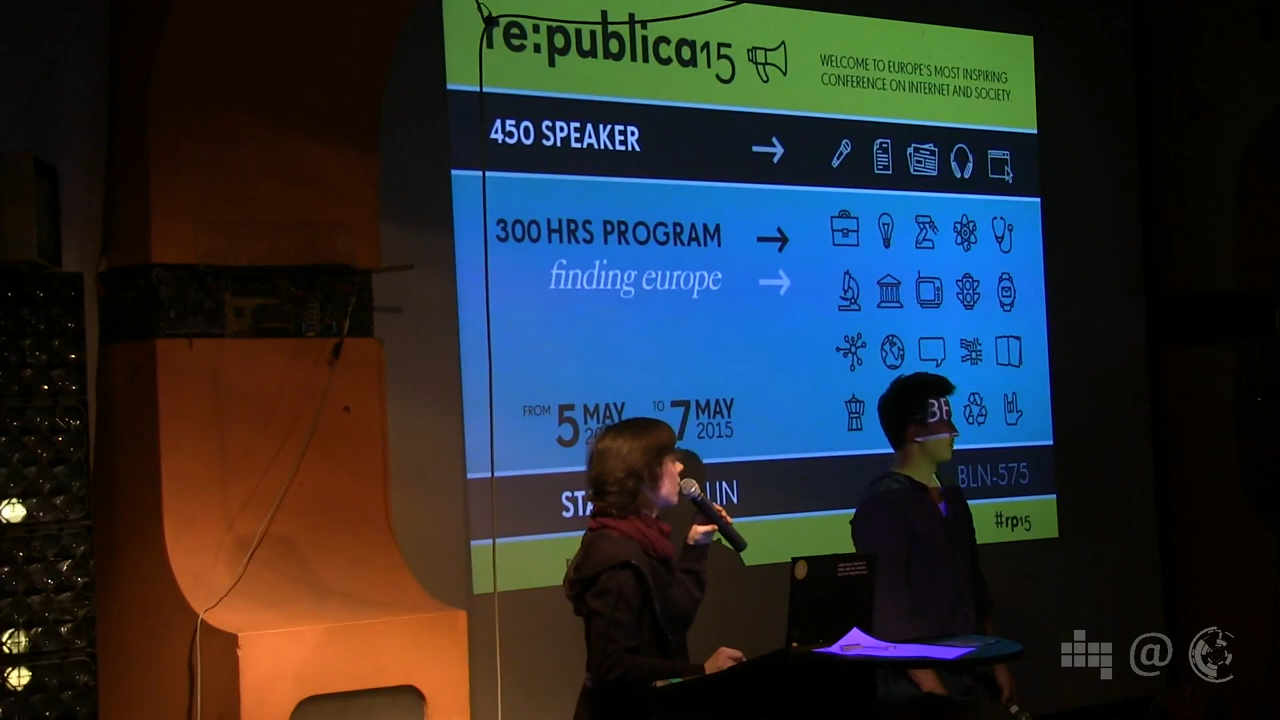 re:publica15
WELCOME TO EUROPE'S MOST INSPIRING
CONFERENCE ON INTERNET AND SOCIETY.
450 SPEAKER
300 HRS PROGRAM
finding europe
FROM 5 MAY TO 7 MAY
2015
BLN-575
#rp15
@